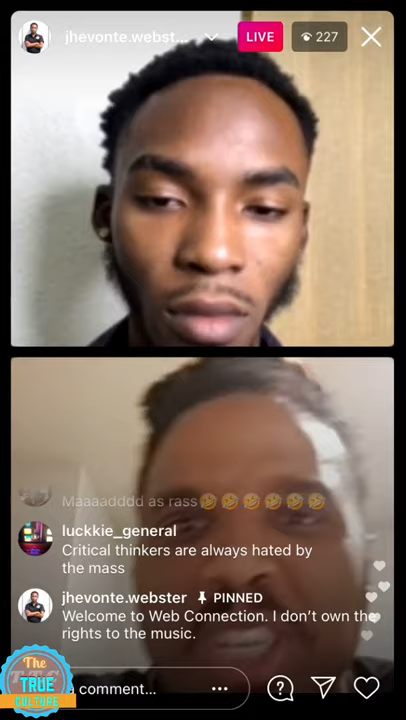 jhevonte.webst...
LIVE
227
Maaaadddd as rass🤣🤣🤣🤣🤣🤣
luckkie_general
Critical thinkers are always hated by
the mass
jhevonte.webster PINNED
Welcome to Web Connection. I don't own the
rights to the music.
The
TRUE
CULTURE
a comment...